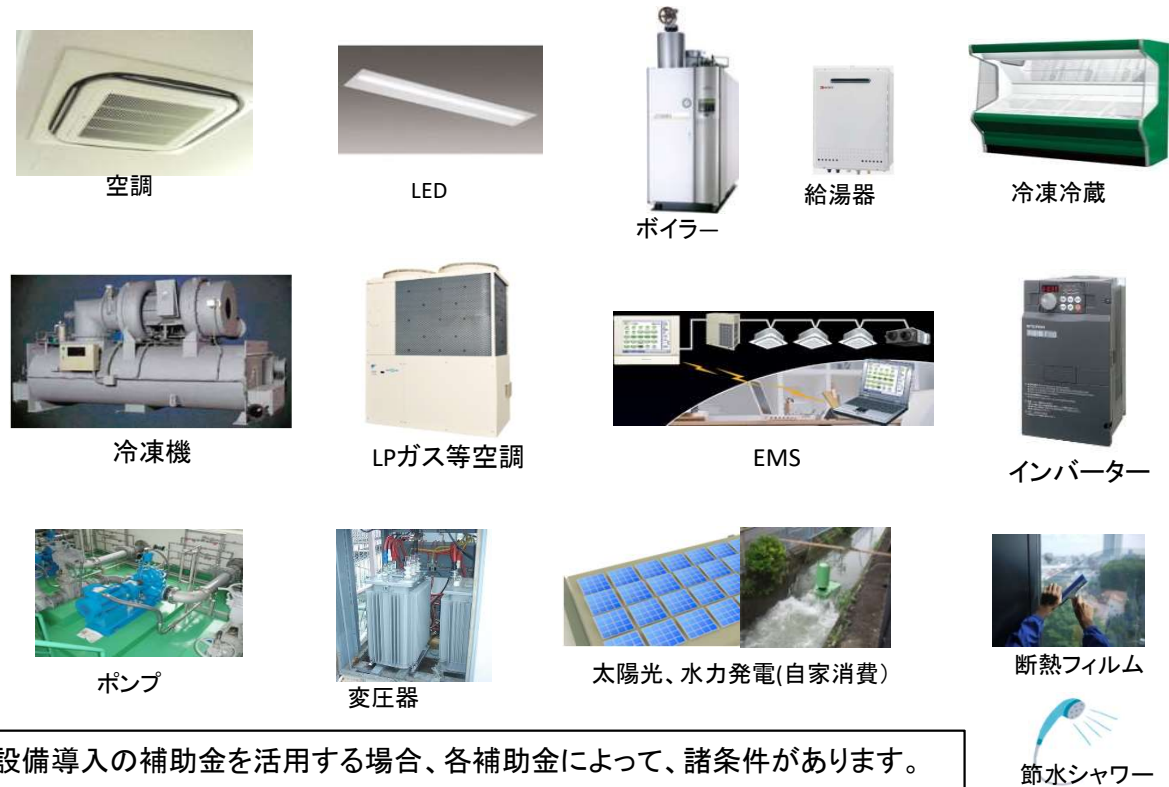 空調
LED
ボイラー
給湯器
冷凍冷蔵
冷凍機
LPガス等空調
EMS
インバーター
ポンプ
変圧器
太陽光、水力発電(自家消費）
断熱フィルム
節水シャワー
設備導入の補助金を活用する場合、各補助金によって、諸条件があります。